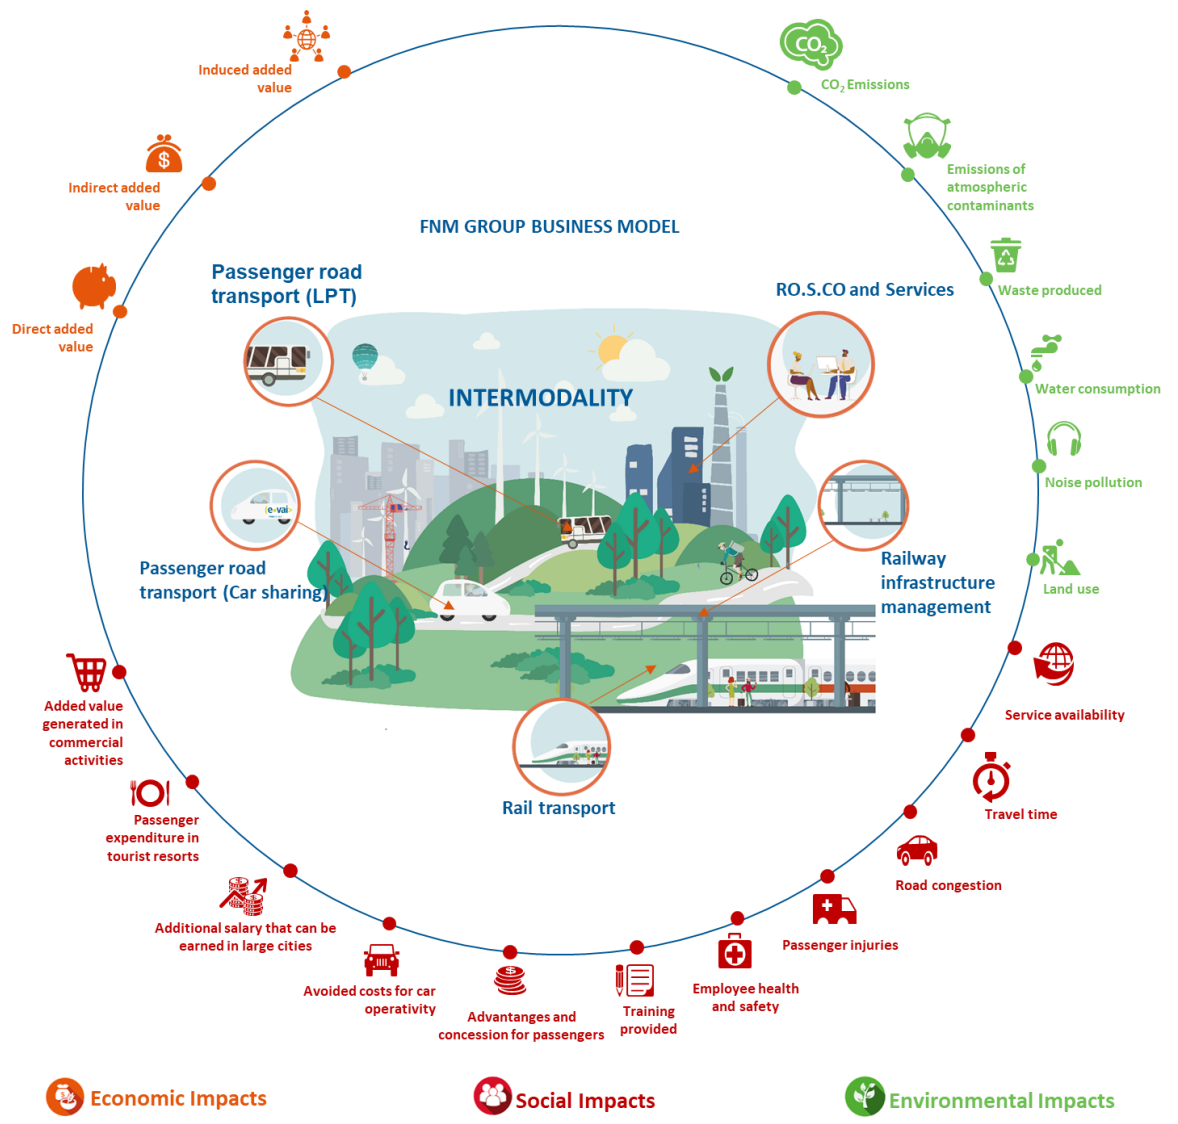 Induced added
value
CO₂ Emissions
CO₂
Indirect added
value
$
Emissions of
atmospheric
contaminants
FNM GROUP BUSINESS MODEL
Passenger road
transport (LPT)
RO.S.CO and Services
Waste produced
Direct added
value
INTERMODALITY
Water consumption
Noise pollution
e·vai
Passenger road
transport (Car sharing)
Railway
infrastructure
management
Land use
Added value
generated in
commercial
activities
Service availability
Rail transport
Passenger
expenditure in
tourist resorts
Travel time
Road congestion
Additional salary that can be
earned in large cities
Passenger injuries
Avoided costs for car
operativity
$
Advantanges and
concession for passengers
Training
provided
Employee health
and safety
Economic Impacts
Social Impacts
Environmental Impacts